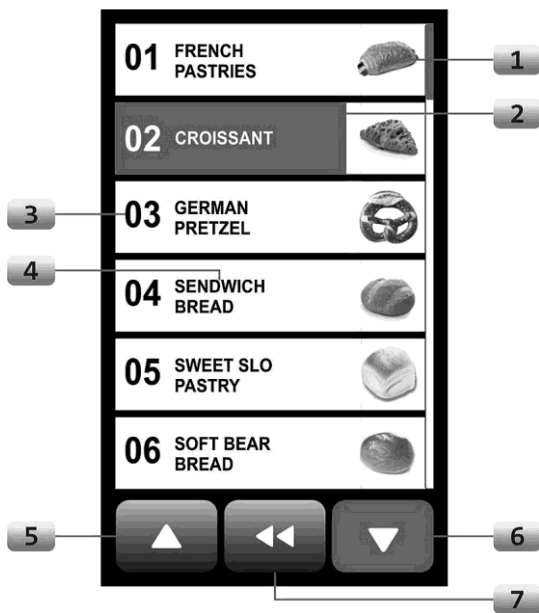 01 FRENCH
PASTRIES
1
02 CROISSANT
2
3
03 GERMAN
PRETZEL
4
04 SENDWICH
BREAD
05 SWEET SLO
PASTRY
06 SOFT BEAR
BREAD
5
6
7